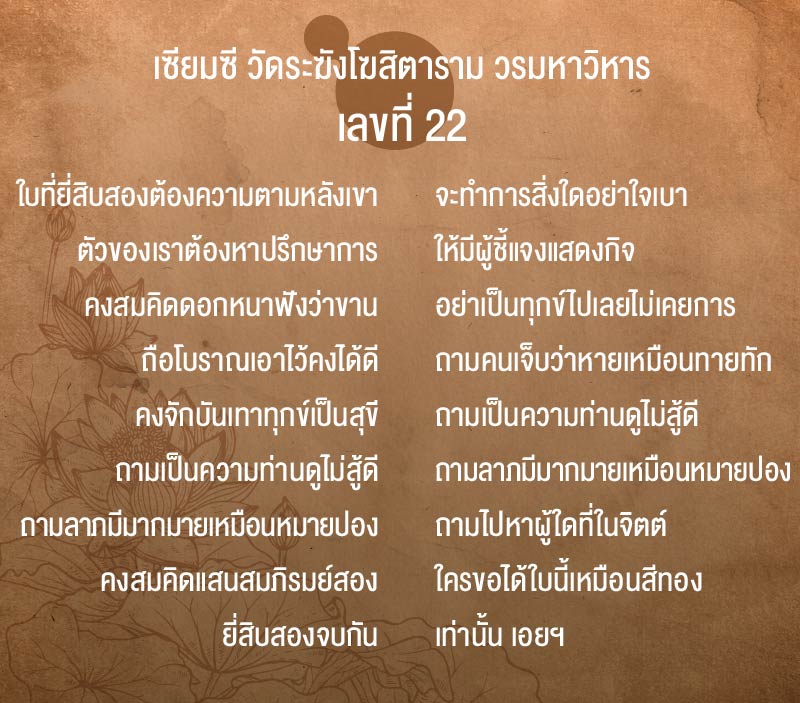 เซียมซี วัดระฆังโฆสิตาราม วรมหาวิหาร
เลขที่ 22
ใบที่ยี่สิบสองต้องความตามหลังเขา จะทำการสิ่งใดอย่าใจเบา
ตัวของเราต้องหาปรึกษาการ ให้มีผู้ชี้แจงแสดงกิจ
คงสมคิดดอกหนาฟังว่าขาน อย่าเป็นทุกข์ไปเลยไม่เคยการ
ถือโบราณเอาไว้คงได้ดี ถามคนเจ็บว่าหายเหมือนทายทัก
คงจักบันเทาทุกข์เป็นสุขี ถามเป็นความท่านดูไม่สู้ดี
ถามเป็นความท่านดูไม่สู้ดี ถามลาภมีมากมายเหมือนหมายปอง
ถามลาภมีมากมายเหมือนหมายปอง ถามไปหาผู้ใดที่ในจิตต์
คงสมคิดแสนสมภิรมย์สอง ใครขอได้ใบนี้เหมือนสีทอง
ยี่สิบสองจบกัน เท่านั้น เอยฯ